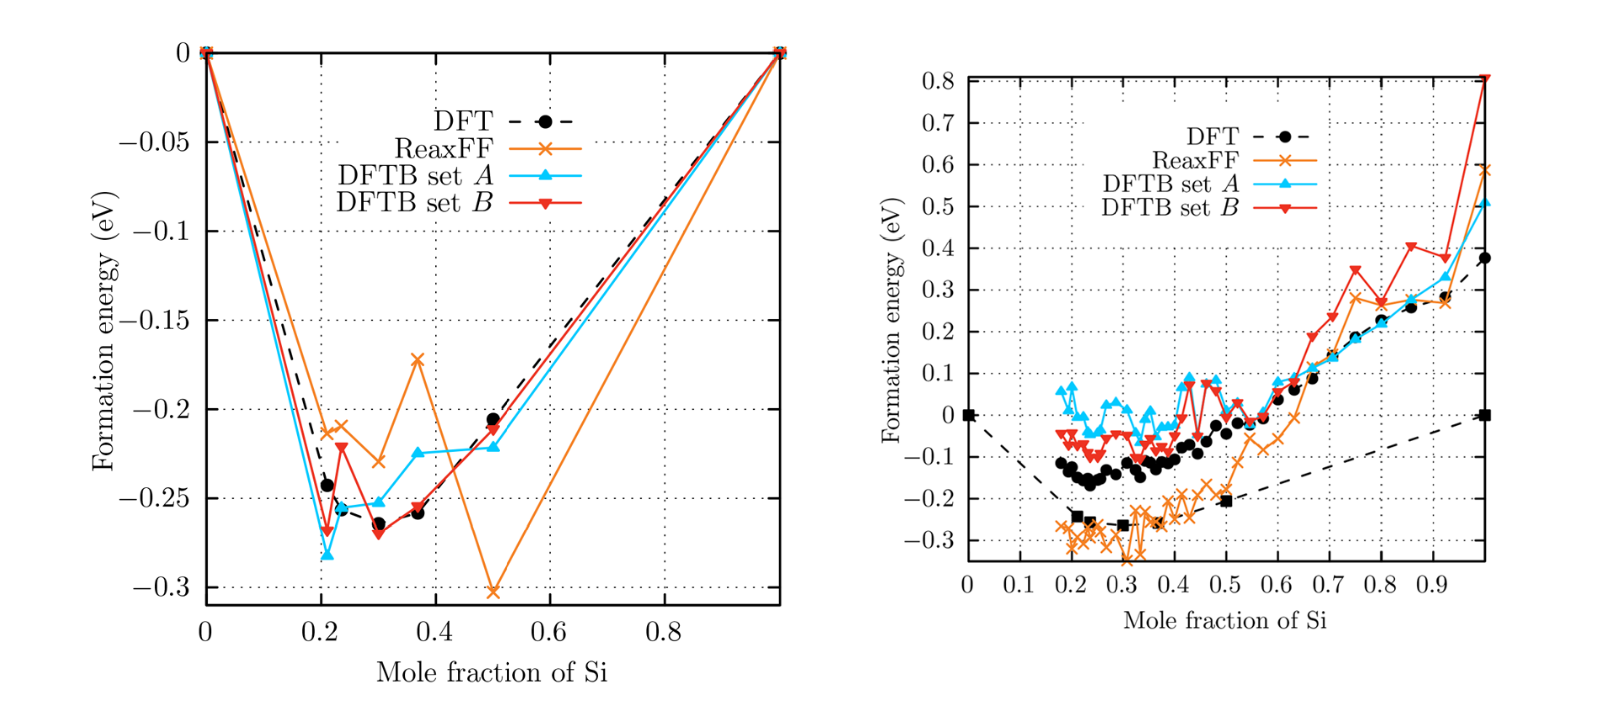 0
−0.05
−0.1
−0.15
−0.2
−0.25
−0.3
Formation energy (eV)
DFT
ReaxFF
DFTB set A
DFTB set B
0 0.2 0.4 0.6 0.8
Mole fraction of Si
0.8
0.7
0.6
0.5
0.4
0.3
0.2
0.1
0
−0.1
−0.2
−0.3
Formation energy (eV)
DFT
ReaxFF
DFTB set A
DFTB set B
0 0.1 0.2 0.3 0.4 0.5 0.6 0.7 0.8 0.9
Mole fraction of Si